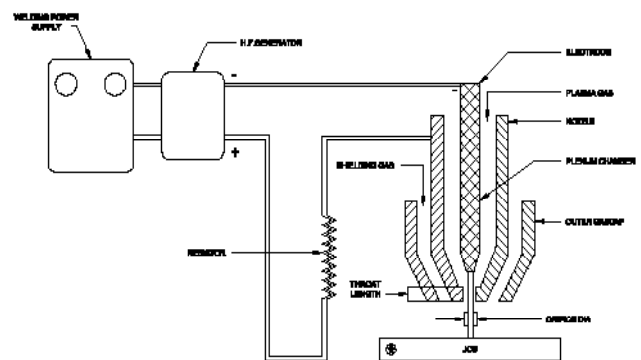 WELDING POWER
SUPPLY
H.F.GENERATOR
ELECTRODE
PLASMA GAS
NOZZLE
SHIELDING GAS
PLENUM CHAMBER
OUTER GASCAP
RESISTOR
THROAT
LENGTH
ORIFICE DIA
JOB
-
-
+